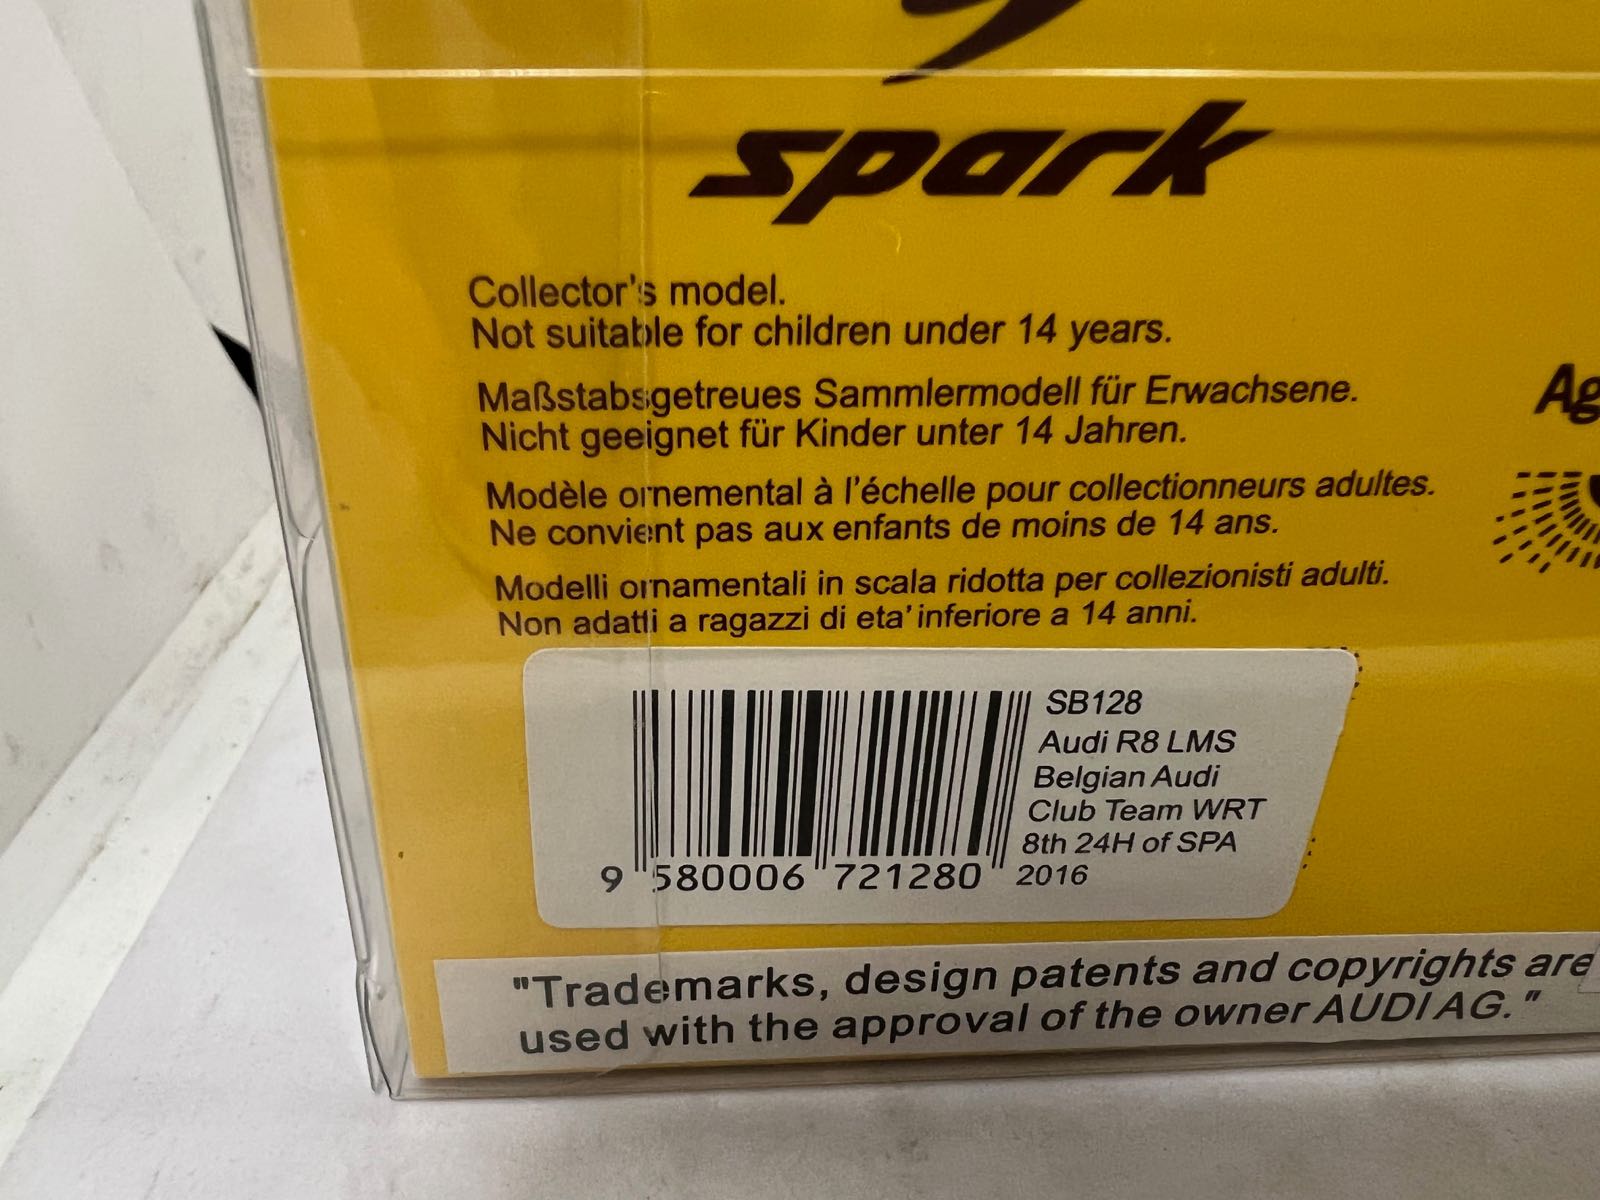 spark
Collector's model.
Not suitable for children under 14 years.
Maßstabsgetreues Sammlermodell für Erwachsene.
Nicht geeignet für Kinder unter 14 Jahren.
Modèle ornemental à l'échelle pour collectionneurs adultes.
Ne convient pas aux enfants de moins de 14 ans.
Modelli ornamentali in scala ridotta per collezionisti adulti.
Non adatti a ragazzi di eta' inferiore a 14 anni.
Ag
SB128
Audi R8 LMS
Belgian Audi
Club Team WRT
8th 24H of SPA
2016
9 580006 721280
"Trademarks, design patents and copyrights are
used with the approval of the owner AUDI AG."